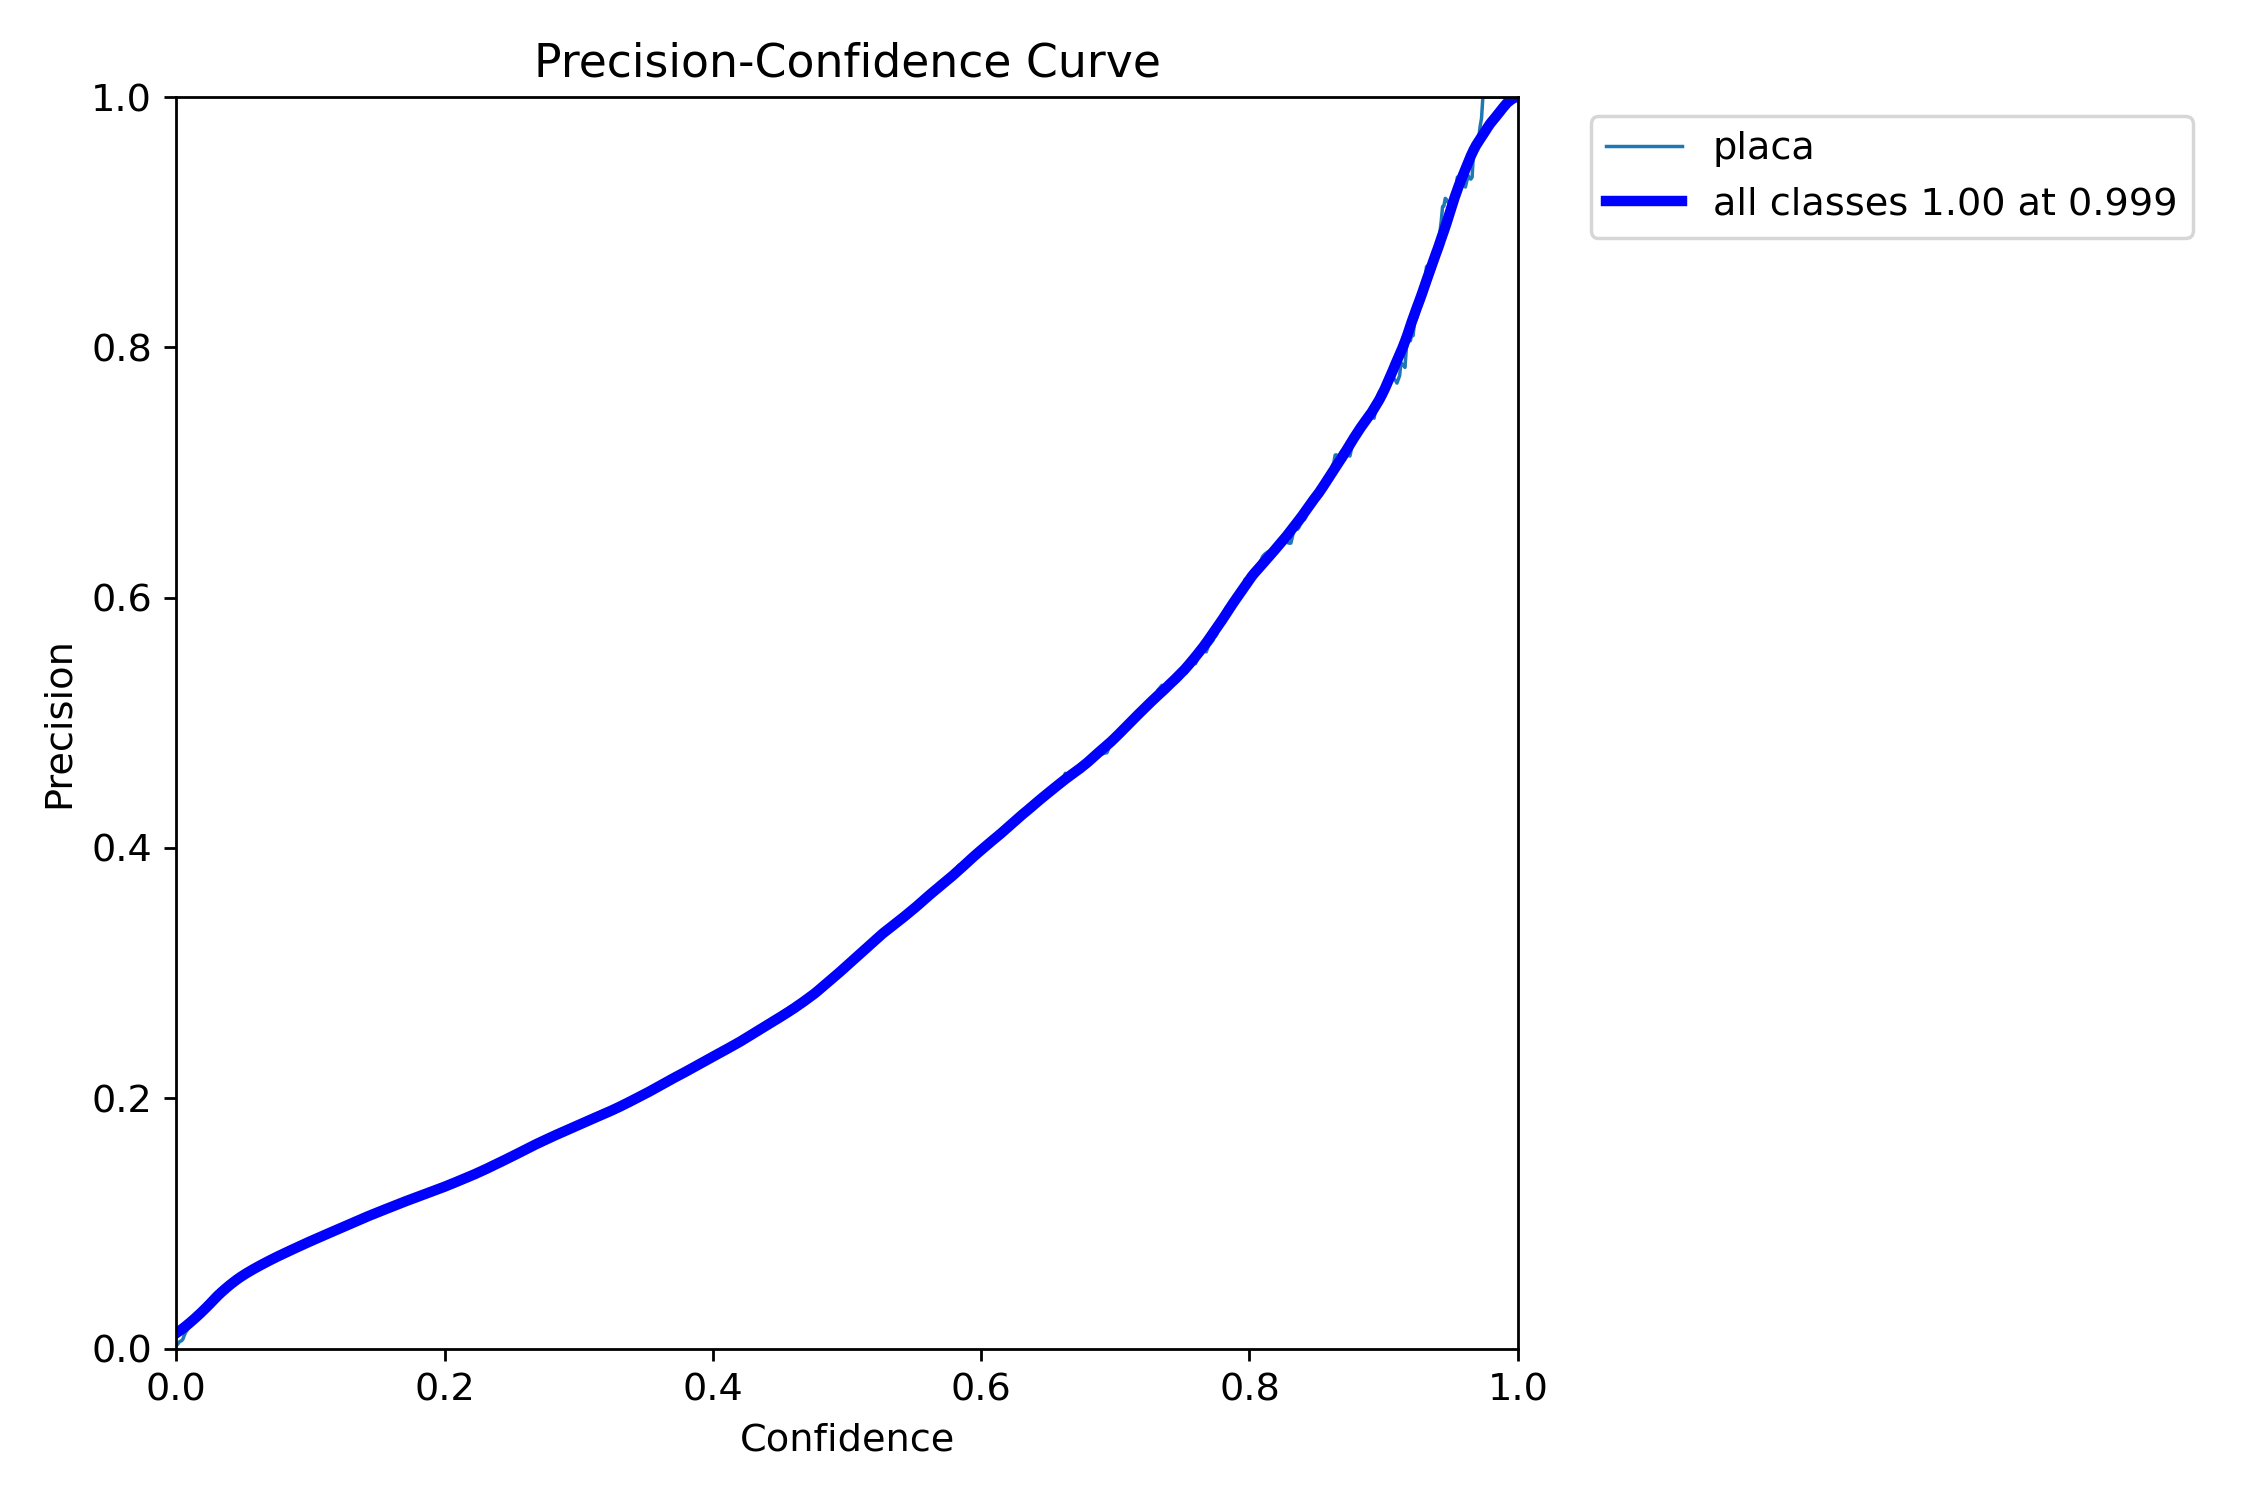 Precision-Confidence Curve
1.0
0.8
0.6
0.4
0.2
0.0
Precision
0.0 0.2 0.4 0.6 0.8 1.0
Confidence
placa
all classes 1.00 at 0.999